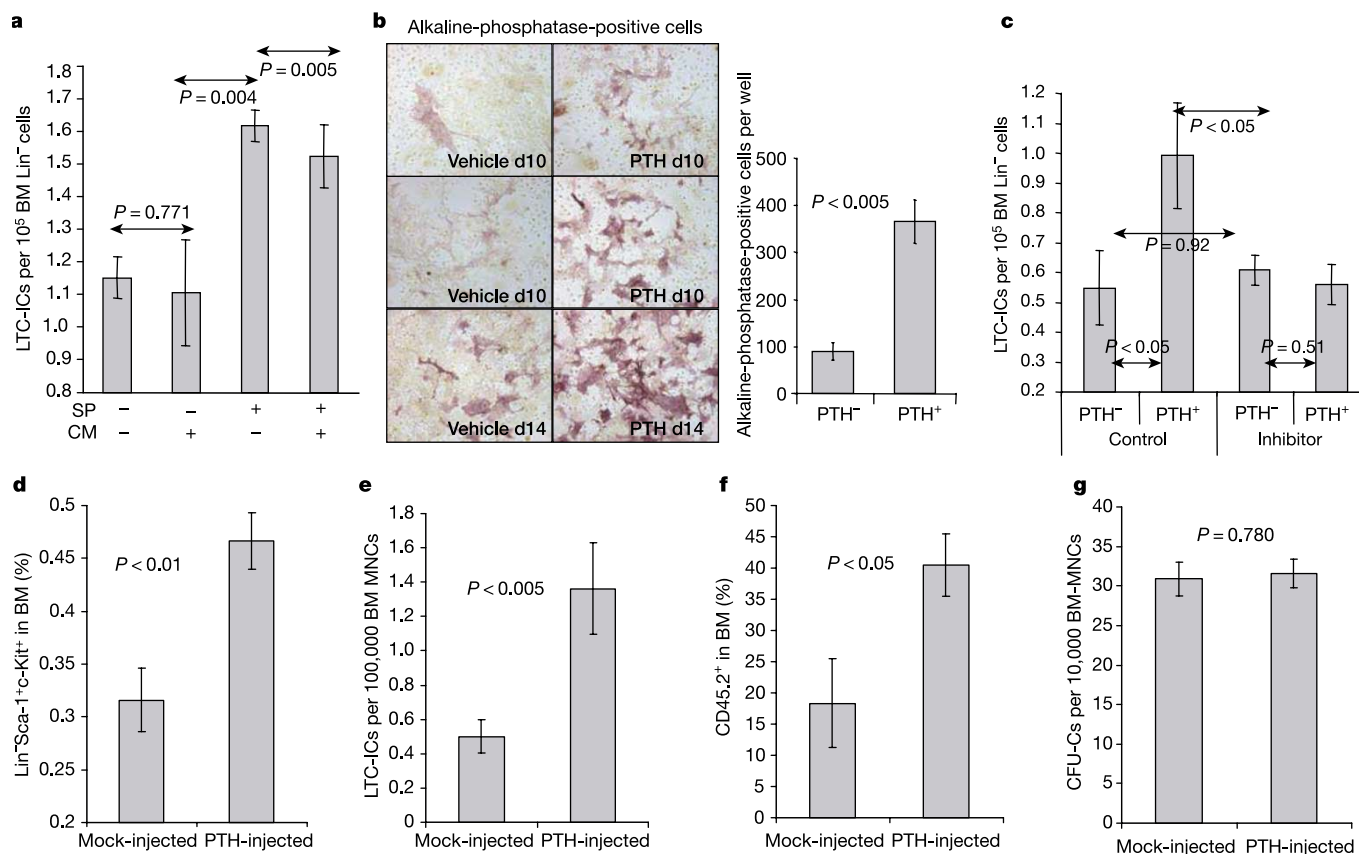 a
LTC-ICs per 10⁵ BM Lin⁻ cells
1.8
1.7
1.6
1.5
1.4
1.3
1.2
1.1
1.0
0.9
0.8
P = 0.771
P = 0.004
P = 0.005
SP – – + +
CM – + – +
b
Alkaline-phosphatase-positive cells
Vehicle d10
PTH d10
Vehicle d10
PTH d10
Vehicle d14
PTH d14
Alkaline-phosphatase-positive cells per well
500
400
300
200
100
0
P < 0.005
PTH⁻ PTH⁺
c
LTC-ICs per 10⁵ BM Lin⁻ cells
1.2
1.1
1.0
0.9
0.8
0.7
0.6
0.5
0.4
0.3
0.2
P < 0.05
P = 0.92
P < 0.05
P = 0.51
PTH⁻ PTH⁺ PTH⁻ PTH⁺
Control Inhibitor
d
Lin⁻Sca-1⁺c-Kit⁺ in BM (%)
0.5
0.45
0.4
0.35
0.3
0.25
0.2
P < 0.01
Mock-injected PTH-injected
e
LTC-ICs per 100,000 BM MNCs
1.8
1.6
1.4
1.2
1.0
0.8
0.6
0.4
0.2
0
P < 0.005
Mock-injected PTH-injected
f
CD45.2⁺ in BM (%)
50
45
40
35
30
25
20
15
10
5
0
P < 0.05
Mock-injected PTH-injected
g
CFU-Cs per 10,000 BM-MNCs
40
35
30
25
20
15
10
5
0
P = 0.780
Mock-injected PTH-injected